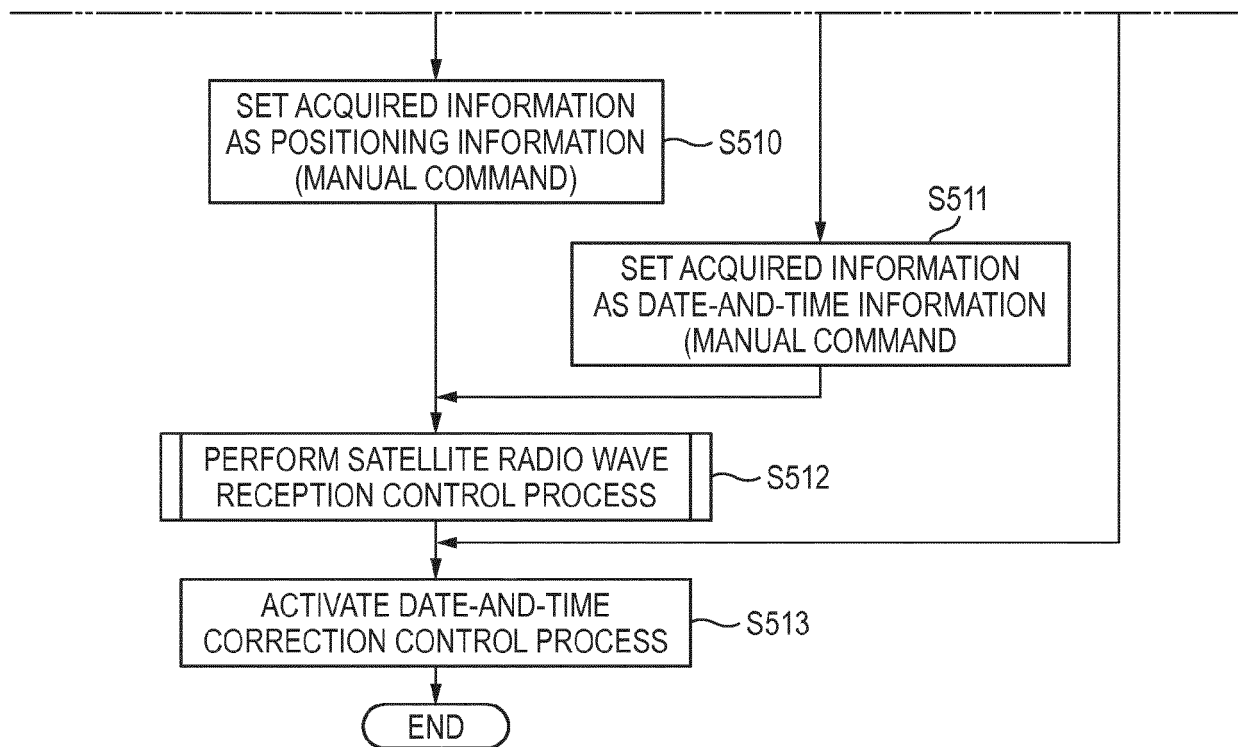 SET ACQUIRED INFORMATION
AS POSITIONING INFORMATION
(MANUAL COMMAND)
S510
S511
SET ACQUIRED INFORMATION
AS DATE-AND-TIME INFORMATION
(MANUAL COMMAND
PERFORM SATELLITE RADIO WAVE
RECEPTION CONTROL PROCESS
S512
ACTIVATE DATE-AND-TIME
CORRECTION CONTROL PROCESS
S513
END